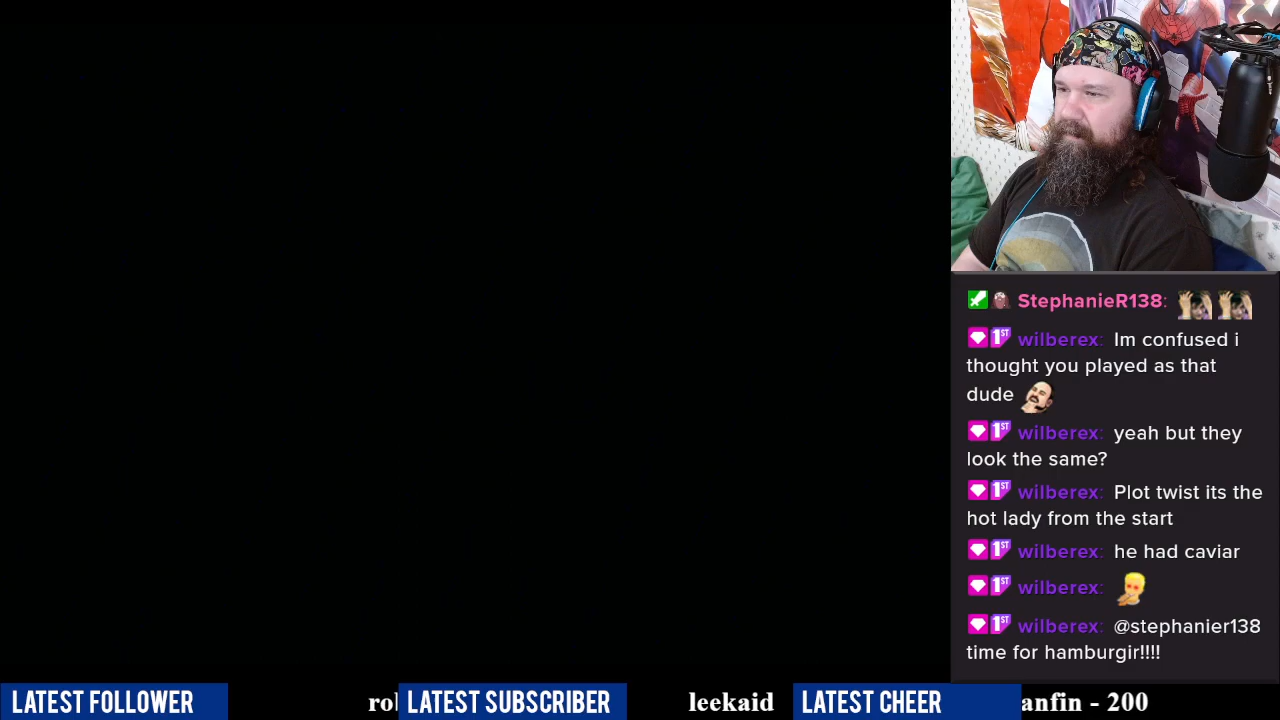 StephanieR138:
wilberex: Im confused i
thought you played as that
dude
wilberex: yeah but they
look the same?
wilberex: Plot twist its the
hot lady from the start
wilberex: he had caviar
wilberex:
wilberex: @stephanier138
time for hamburgir!!!!
LATEST FOLLOWER LATEST SUBSCRIBER leekaid LATEST CHEER anfin - 200